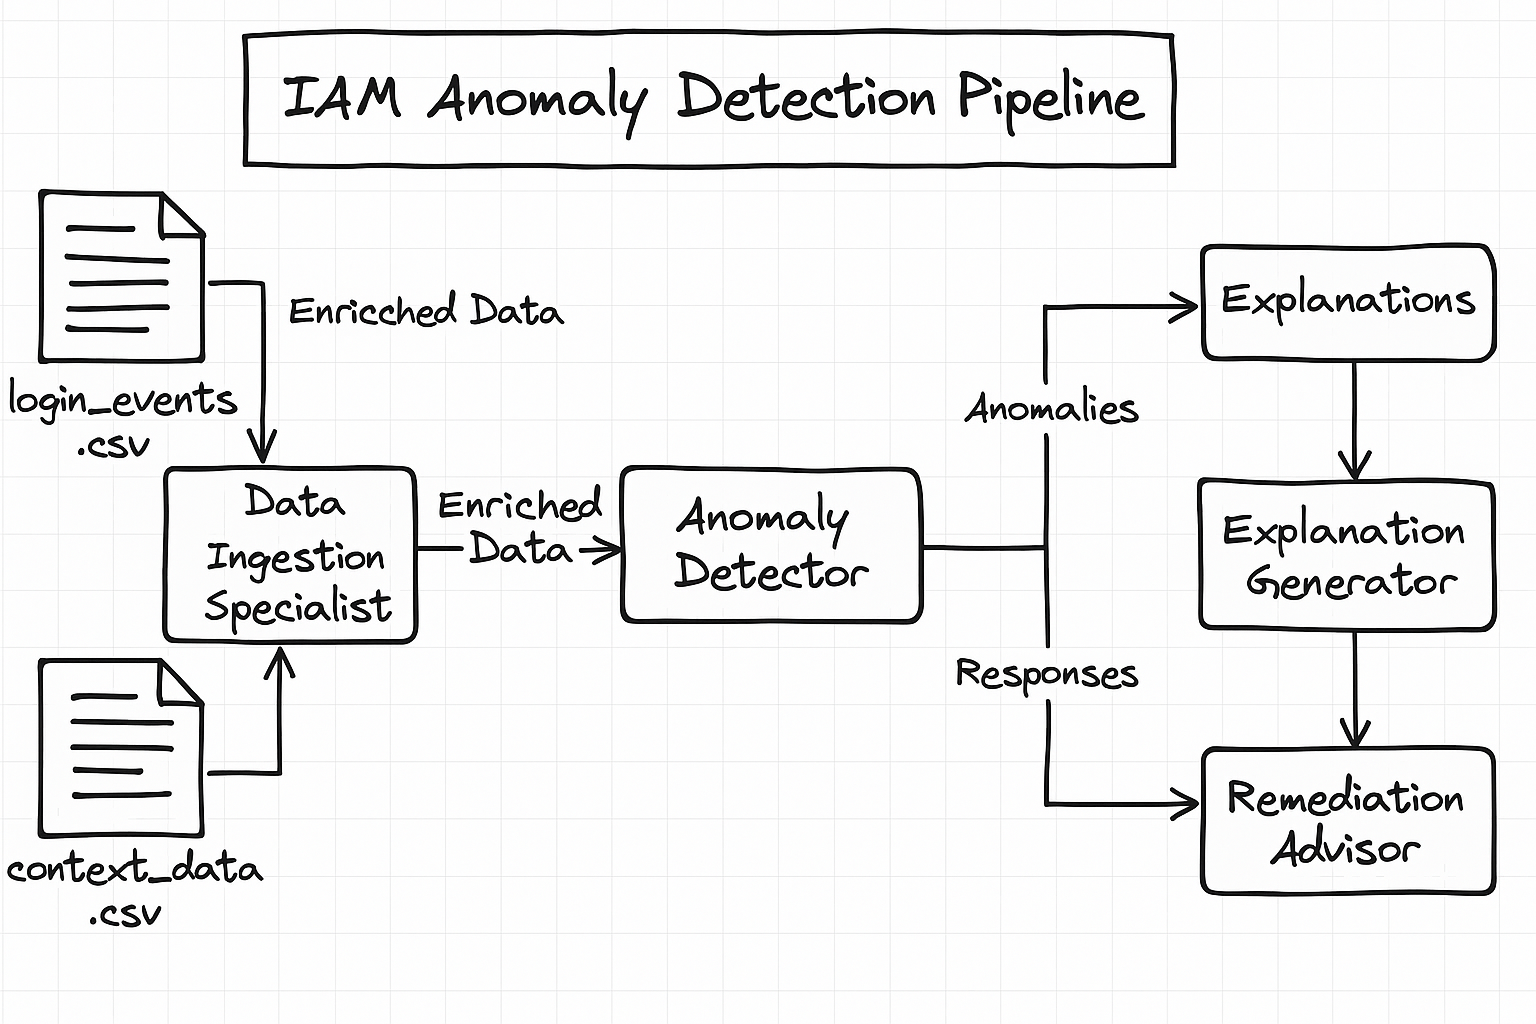 IAM Anomaly Detection Pipeline
Enricched Data
login_events
.csv
Data
Ingestion
Specialist
Enriched
Data
Anomaly
Detector
Anomalies
Responses
Explanations
Explanation
Generator
Remediation
Advisor
context_data
.csv